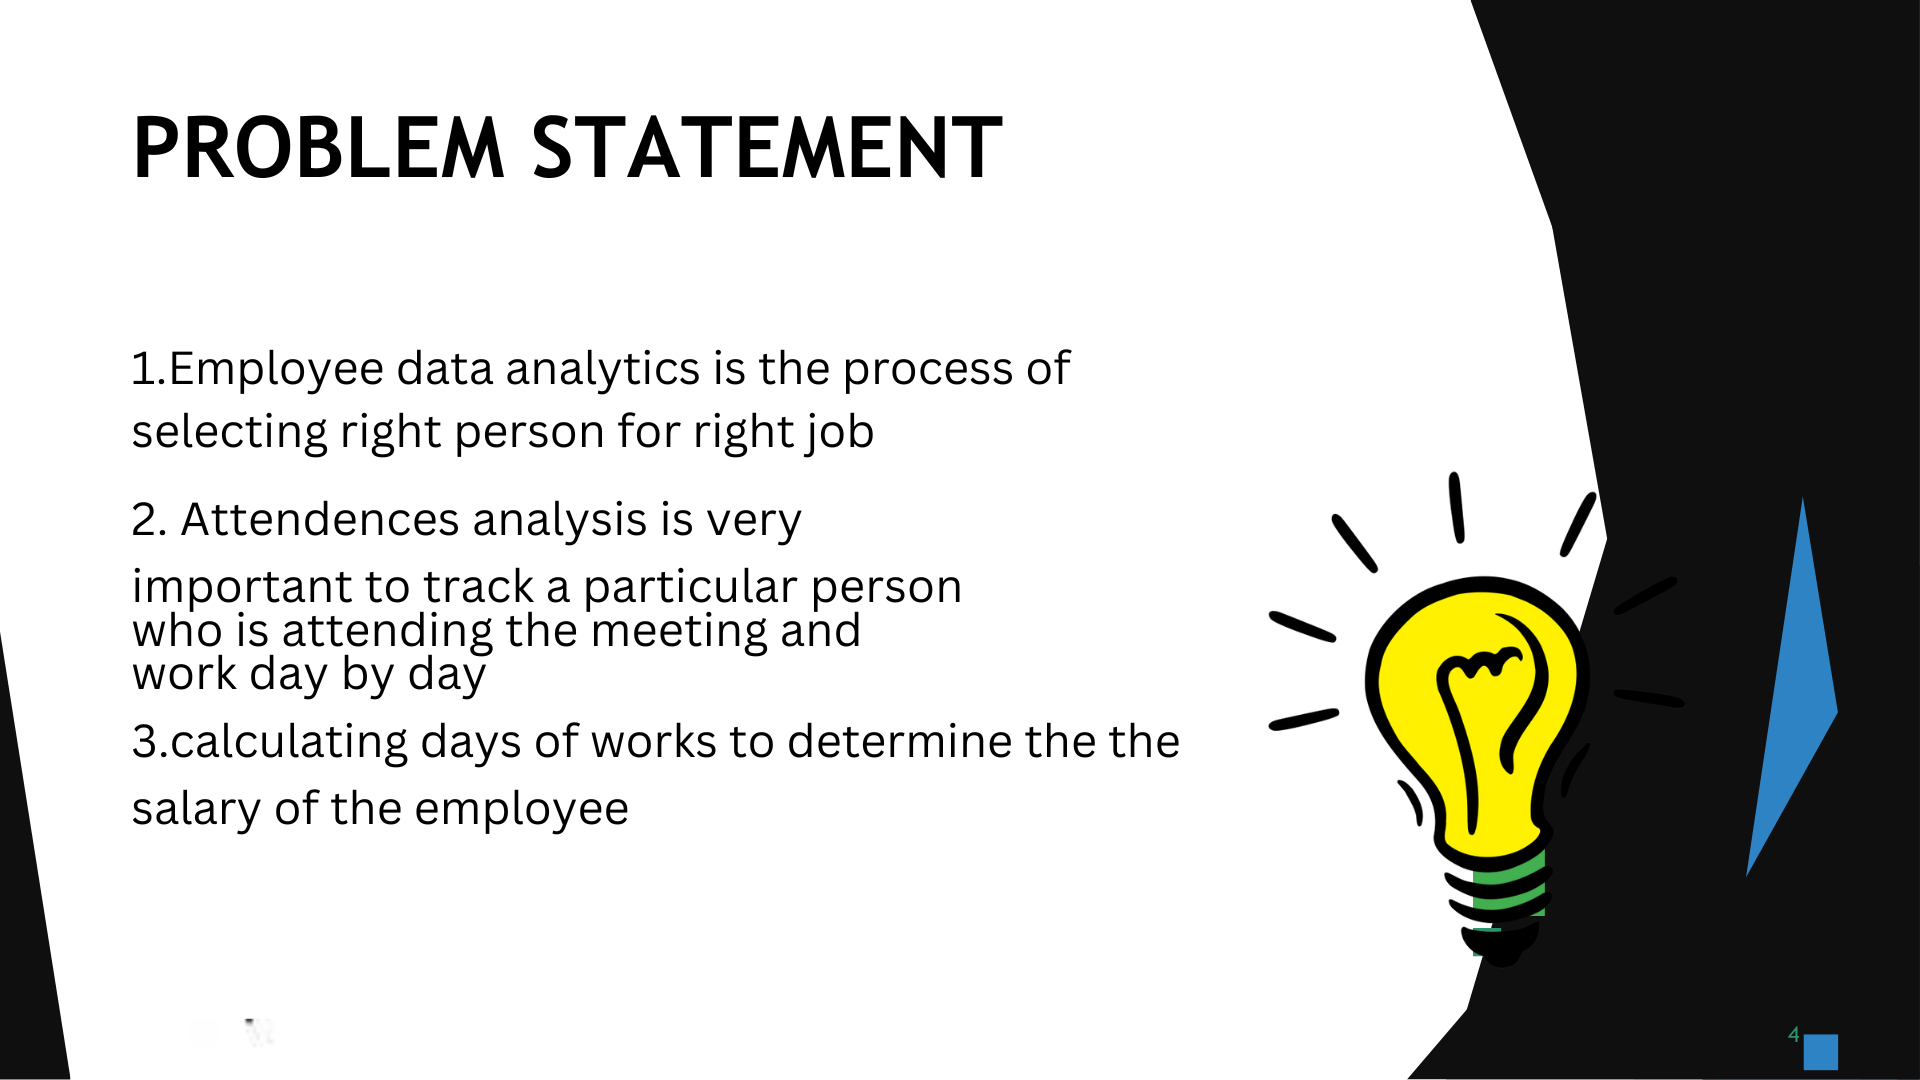 PROBLEM STATEMENT
1.Employee data analytics is the process of
selecting right person for right job
2. Attendences analysis is very
important to track a particular person
who is attending the meeting and
work day by day
3.calculating days of works to determine the the
salary of the employee
4